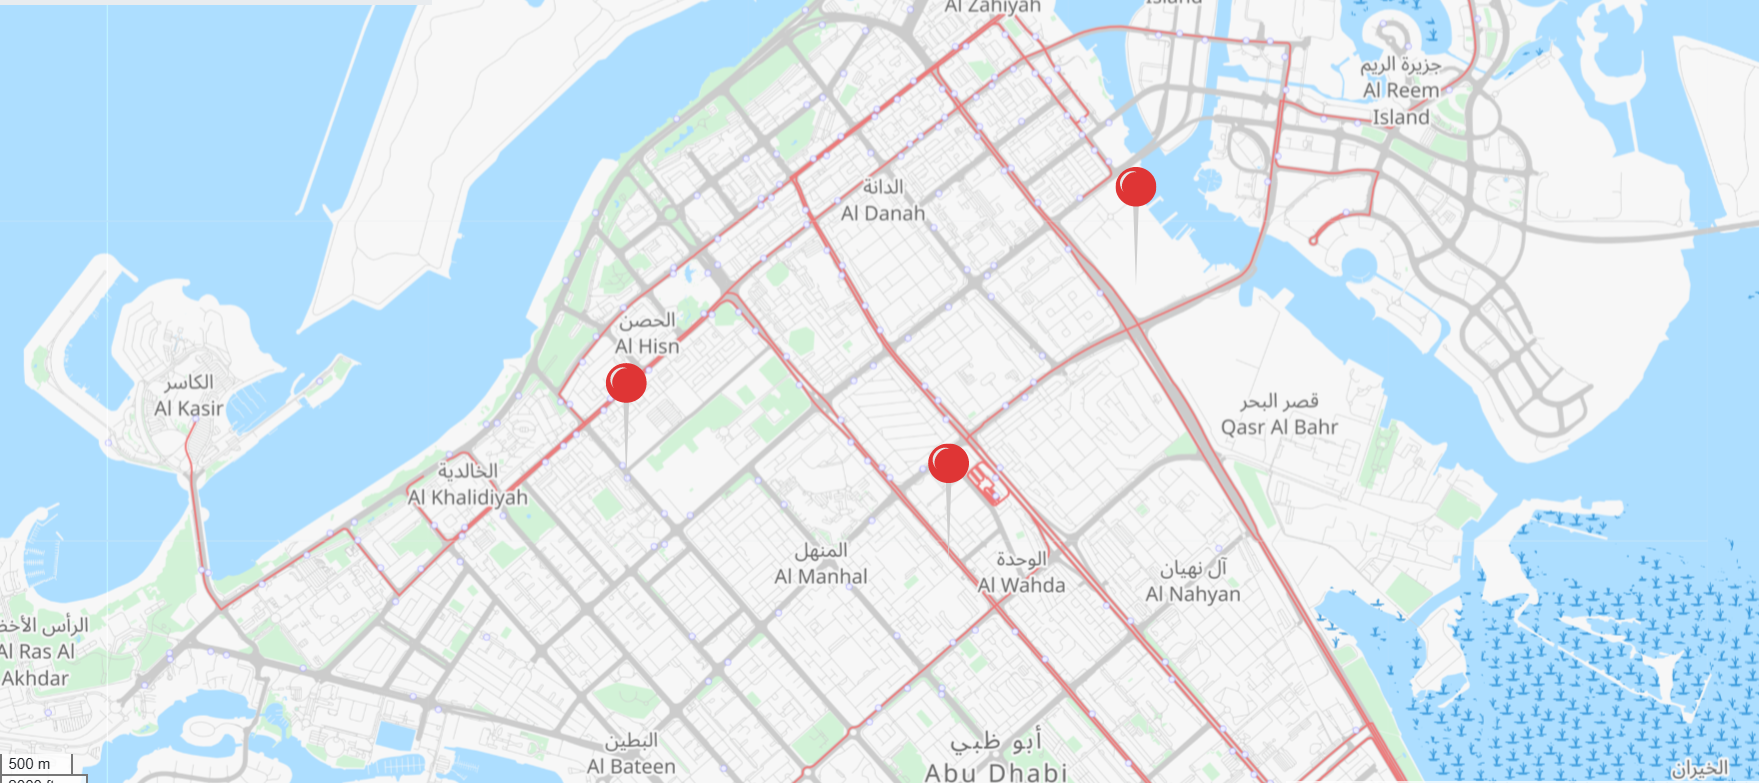 Al Zahiyah
Island
جزيرة الريم
Al Reem
Island
الدانة
Al Danah
الحصن
Al Hisn
الكاسر
Al Kasir
قصر البحر
Qasr Al Bahr
الخالدية
Al Khalidiyah
المنهل
Al Manhal
الوحدة
Al Wahda
آل نهيان
Al Nahyan
الرأس الأخض
Al Ras Al
Akhdar
البطين
Al Bateen
أبو ظبي
Abu Dhabi
الخيران
500 m